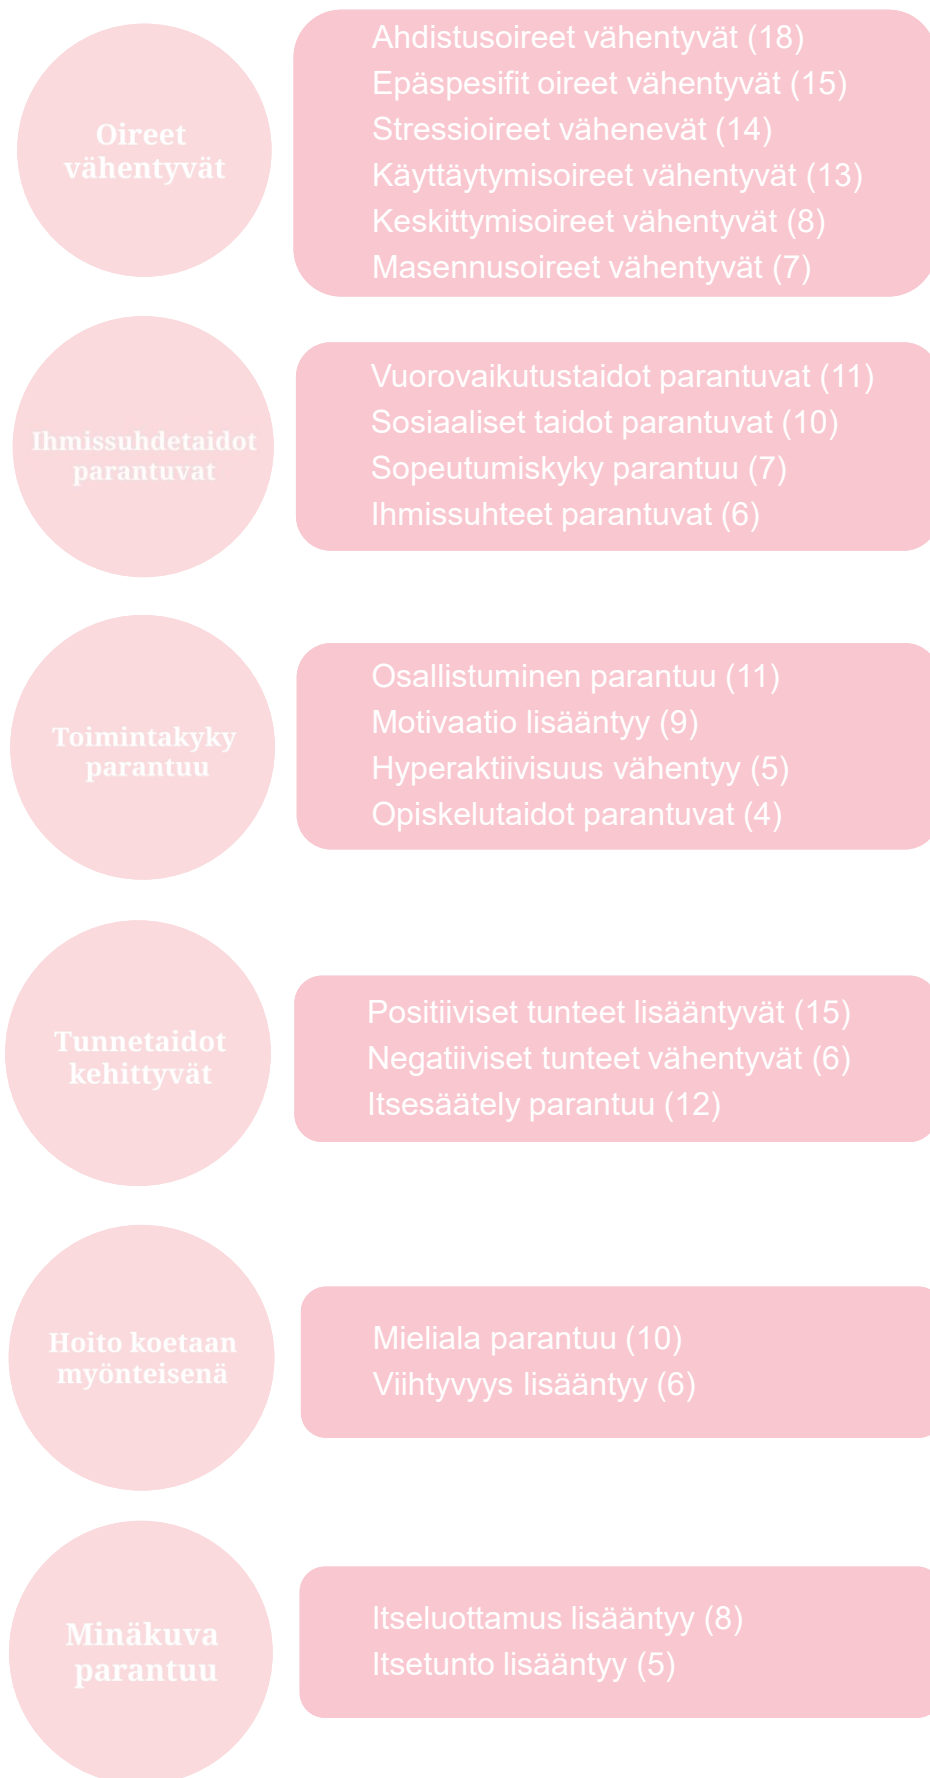 Oireet
vähentyvät
Ahdistusoireet vähentyvät (18)
Epäspesifit oireet vähentyvät (15)
Stressioireet vähenevät (14)
Käyttäytymisoireet vähentyvät (13)
Keskittymisoireet vähentyvät (8)
Masennusoireet vähentyvät (7)
Ihmissuhdetaidot
parantuvat
Vuorovaikutustaidot parantuvat (11)
Sosiaaliset taidot parantuvat (10)
Sopeutumiskyky parantuu (7)
Ihmissuhteet parantuvat (6)
Toimintakyky
parantuu
Osallistuminen parantuu (11)
Motivaatio lisääntyy (9)
Hyperaktiivisuus vähentyy (5)
Opiskelutaidot parantuvat (4)
Tunnetaidot
kehittyvät
Positiiviset tunteet lisääntyvät (15)
Negatiiviset tunteet vähentyvät (6)
Itsesäätely parantuu (12)
Hoito koetaan
myönteisenä
Mieliala parantuu (10)
Viihtyvyys lisääntyy (6)
Minäkuva
parantuu
Itseluottamus lisääntyy (8)
Itsetunto lisääntyy (5)